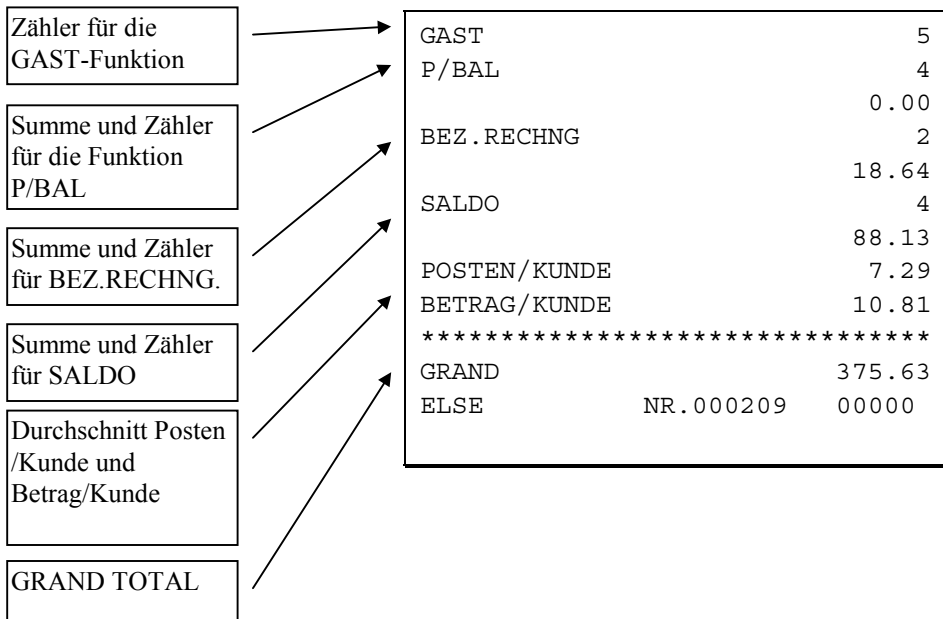 Zähler für die
GAST-Funktion
Summe und Zähler
für die Funktion
P/BAL
Summe und Zähler
für BEZ.RECHNG.
Summe und Zähler
für SALDO
Durchschnitt Posten
/Kunde und
Betrag/Kunde
GRAND TOTAL
GAST 5
P/BAL 4
0.00
BEZ.RECHNG 2
18.64
SALDO 4
88.13
POSTEN/KUNDE 7.29
BETRAG/KUNDE 10.81
********************************
GRAND 375.63
ELSE NR.000209 00000